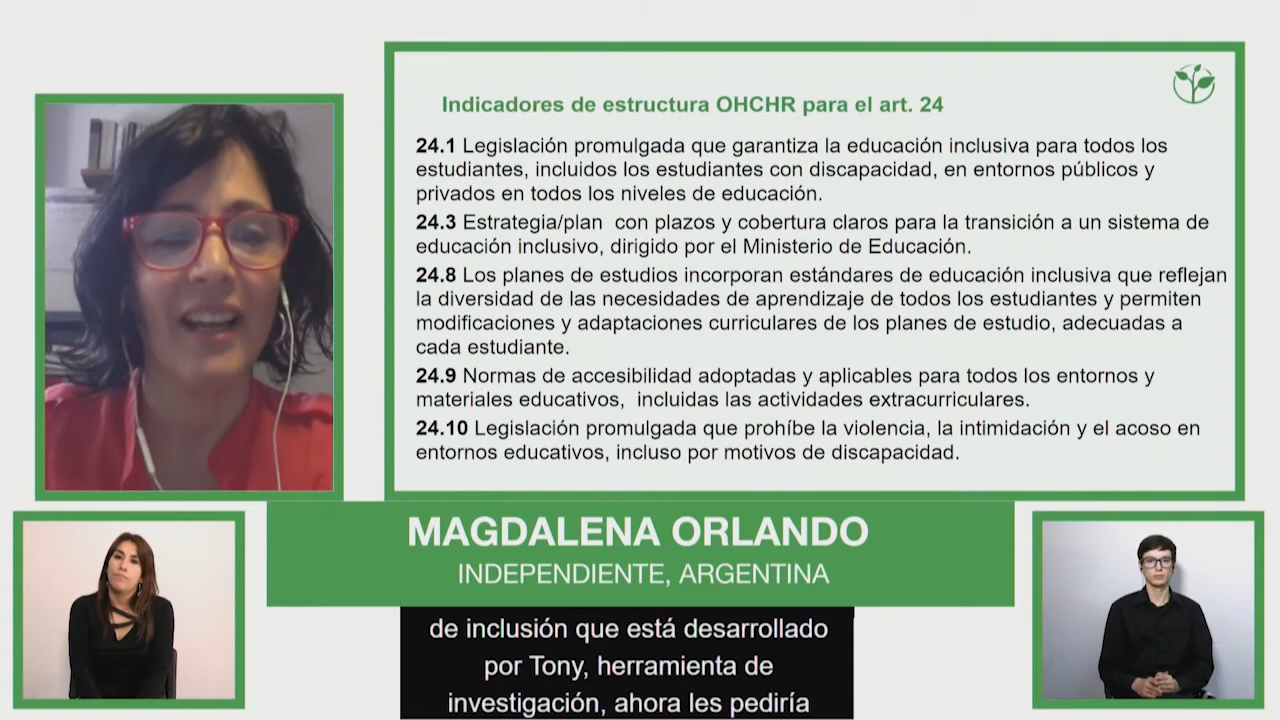 Indicadores de estructura OHCHR para el art. 24
24.1 Legislación promulgada que garantiza la educación inclusiva para todos los
estudiantes, incluidos los estudiantes con discapacidad, en entornos públicos y
privados en todos los niveles de educación.
24.3 Estrategia/plan con plazos y cobertura claros para la transición a un sistema de
educación inclusivo, dirigido por el Ministerio de Educación.
24.8 Los planes de estudios incorporan estándares de educación inclusiva que reflejan
la diversidad de las necesidades de aprendizaje de todos los estudiantes y permiten
modificaciones y adaptaciones curriculares de los planes de estudio, adecuadas a
cada estudiante.
24.9 Normas de accesibilidad adoptadas y aplicables para todos los entornos y
materiales educativos, incluidas las actividades extracurriculares.
24.10 Legislación promulgada que prohíbe la violencia, la intimidación y el acoso en
entornos educativos, incluso por motivos de discapacidad.
MAGDALENA ORLANDO
INDEPENDIENTE, ARGENTINA
de inclusión que está desarrollado
por Tony, herramienta de
investigación, ahora les pediría